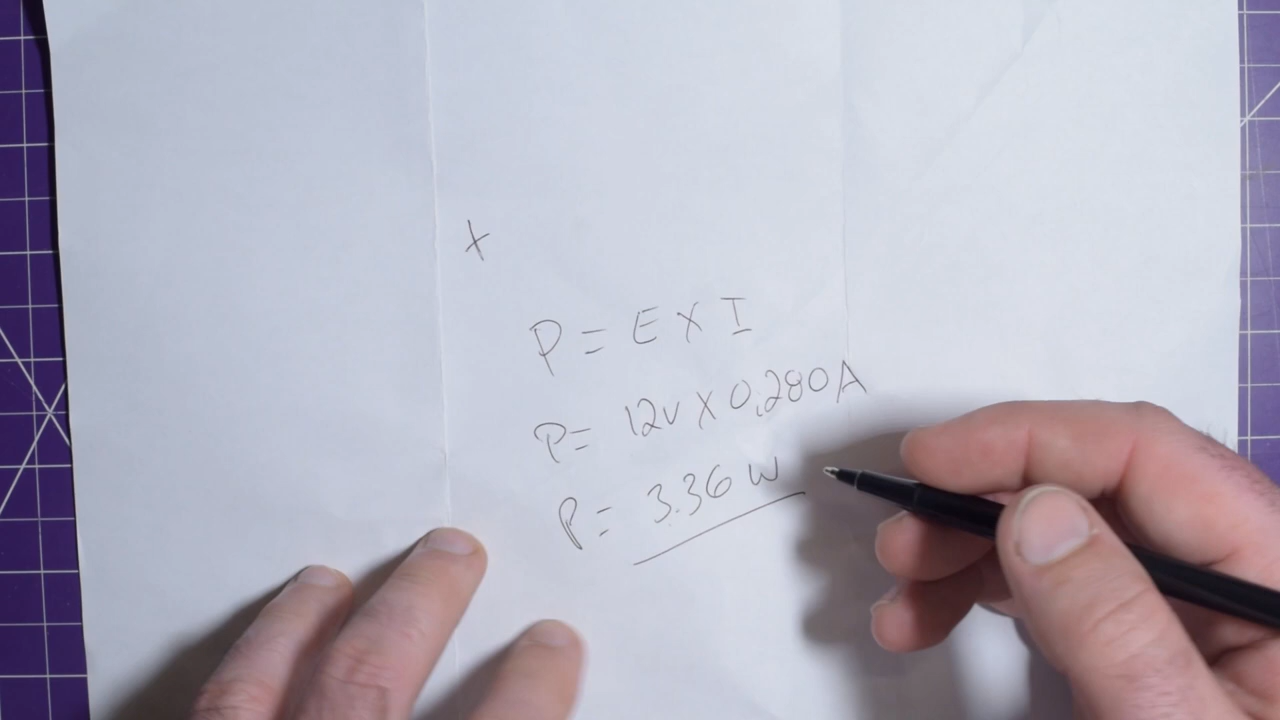 +
P = E X I
P= 12V X 0,280A
P= 3.36 W